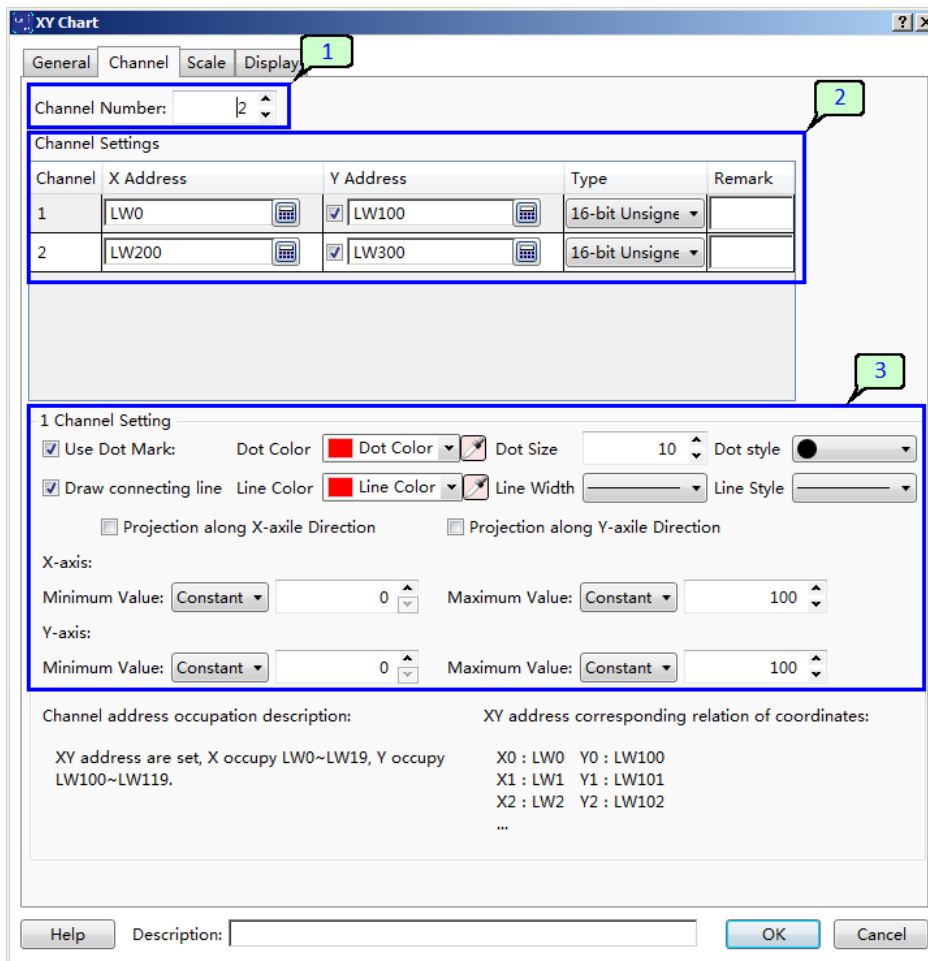 XY Chart
General Channel Scale Display
1
Channel Number: 2
2
Channel Settings
Channel X Address Y Address Type Remark
1 LW0 LW100 16-bit Unsigne
2 LW200 LW300 16-bit Unsigne
3
1 Channel Setting
Use Dot Mark: Dot Color Dot Color Dot Size 10 Dot style
Draw connecting line Line Color Line Color Line Width Line Style
Projection along X-axile Direction Projection along Y-axile Direction
X-axis:
Minimum Value: Constant 0 Maximum Value: Constant 100
Y-axis:
Minimum Value: Constant 0 Maximum Value: Constant 100
Channel address occupation description: XY address corresponding relation of coordinates:
XY address are set, X occupy LW0~LW19, Y occupy
LW100~LW119.
X0 : LW0 Y0 : LW100
X1 : LW1 Y1 : LW101
X2 : LW2 Y2 : LW102
...
Help Description: OK Cancel